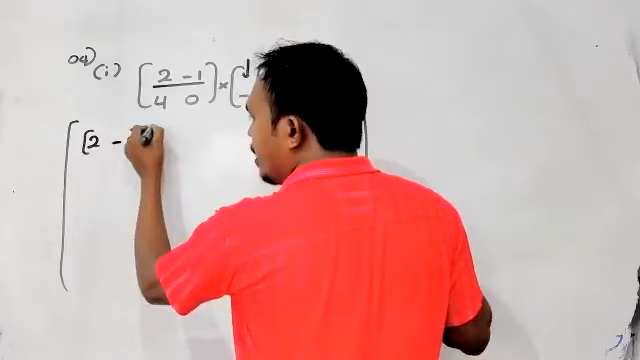 04) (i) [ 2 -1
4 0 ] × [
[ [2 -